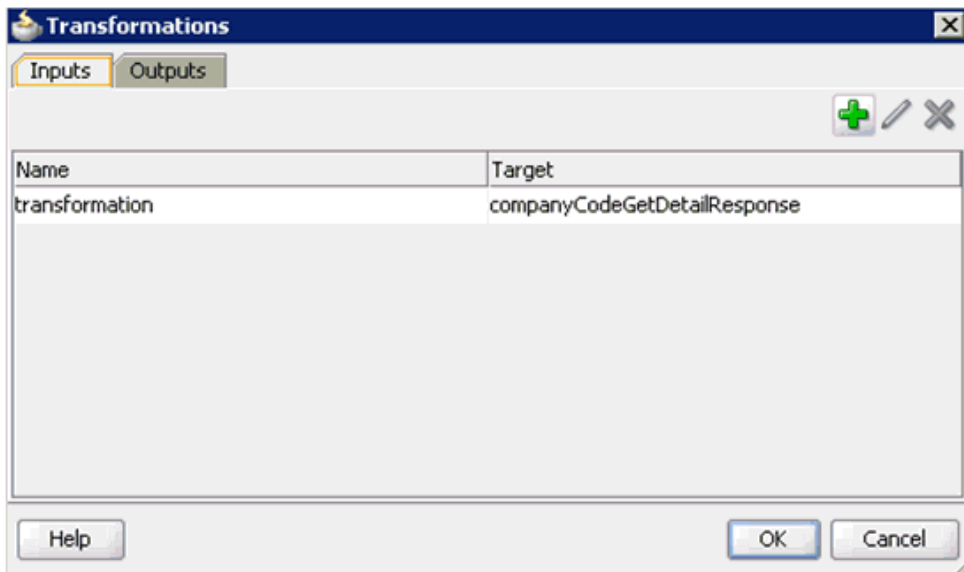 Transformations
Inputs Outputs
Name Target
transformation companyCodeGetDetailResponse
Help OK Cancel